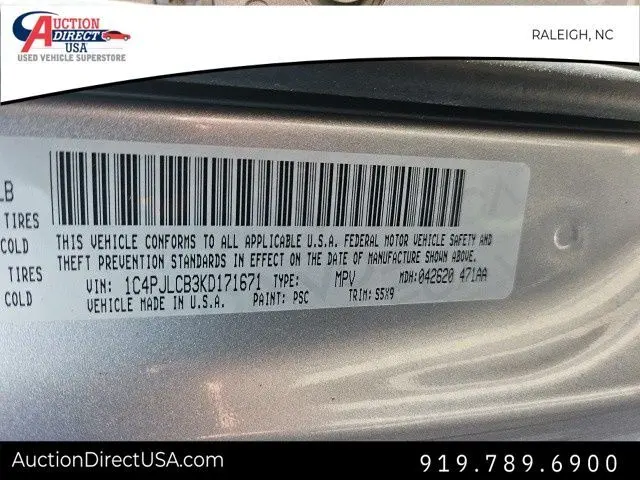 AUCTION
DIRECT
USA
USED VEHICLE SUPERSTORE
RALEIGH, NC
LB
TIRES
COLD
TIRES
COLD
THIS VEHICLE CONFORMS TO ALL APPLICABLE U.S.A. FEDERAL MOTOR VEHICLE SAFETY AND
THEFT PREVENTION STANDARDS IN EFFECT ON THE DATE OF MANUFACTURE SHOWN ABOVE.
VIN: 1C4PJLCB3KD171671 TYPE: MPV MDH: 042620 471AA
VEHICLE MADE IN U.S.A. PAINT: PSC TRIM: S5X9
AuctionDirectUSA.com
919.789.6900